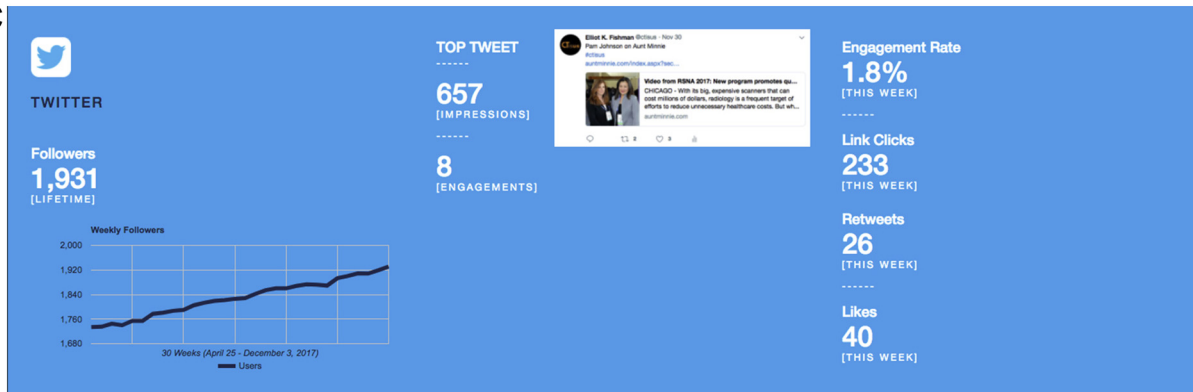 C
TWITTER
Followers
1,931
[LIFETIME]
Weekly Followers
2,000
1,920
1,840
1,760
1,680
30 Weeks (April 25 - December 3, 2017)
Users
TOP TWEET
------
657
[IMPRESSIONS]
------
8
[ENGAGEMENTS]
Elliot K. Fishman @ctisus · Nov 30
Pam Johnson on Aunt Minnie
#ctisus
auntminnie.com/index.aspx?sec...
Video from RSNA 2017: New program promotes qu...
CHICAGO - With its big, expensive scanners that can
cost millions of dollars, radiology is a frequent target of
efforts to reduce unnecessary healthcare costs. But wh...
auntminnie.com
Engagement Rate
1.8%
[THIS WEEK]
------
Link Clicks
233
[THIS WEEK]
Retweets
26
[THIS WEEK]
------
Likes
40
[THIS WEEK]